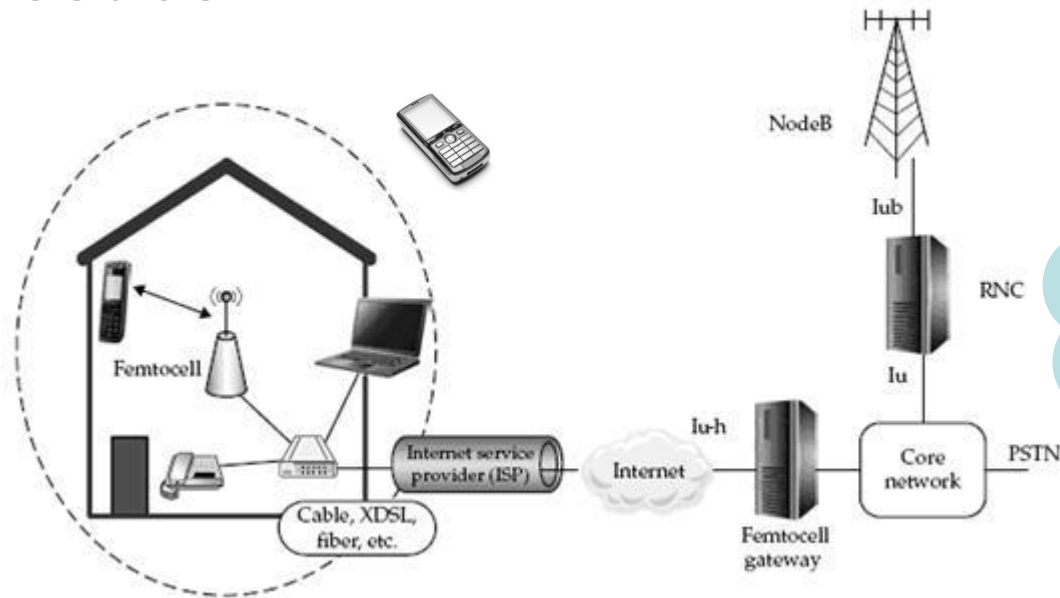 NodeB
Iub
RNC
Femtocell
Iu
Iu-h
Internet service
provider (ISP)
Internet
Core
network
PSTN
Cable, XDSL,
fiber, etc.
Femtocell
gateway